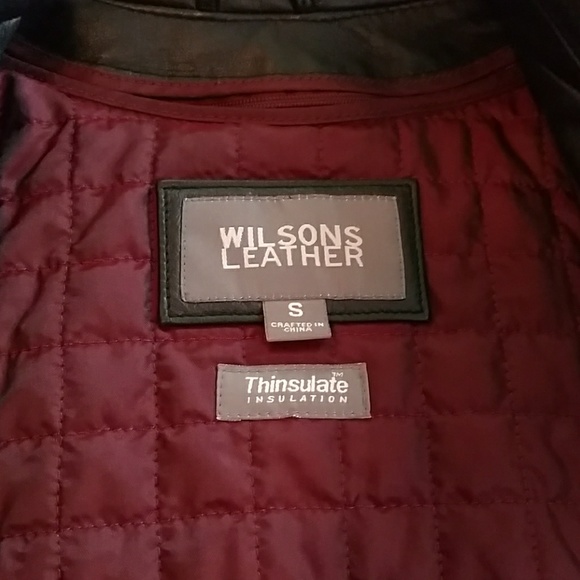 WILSONS
LEATHER
S
CRAFTED IN
CHINA
Thinsulate™
INSULATION